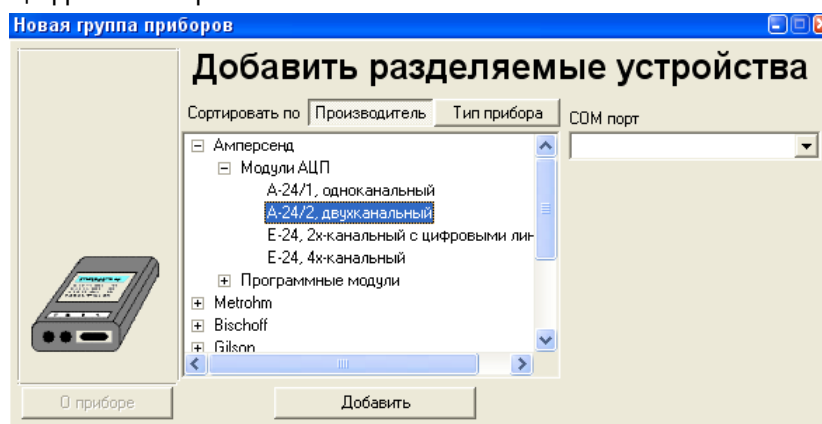 Новая группа приборов
Добавить разделяемые устройства
Сортировать по Производитель Тип прибора
COM порт
Амперсенд
Модули АЦП
А-24/1, одноканальный
А-24/2, двухканальный
Е-24, 2х-канальный с цифровыми лин
Е-24, 4х-канальный
Программные модули
Metrohm
Bischoff
Gilson
О приборе
Добавить